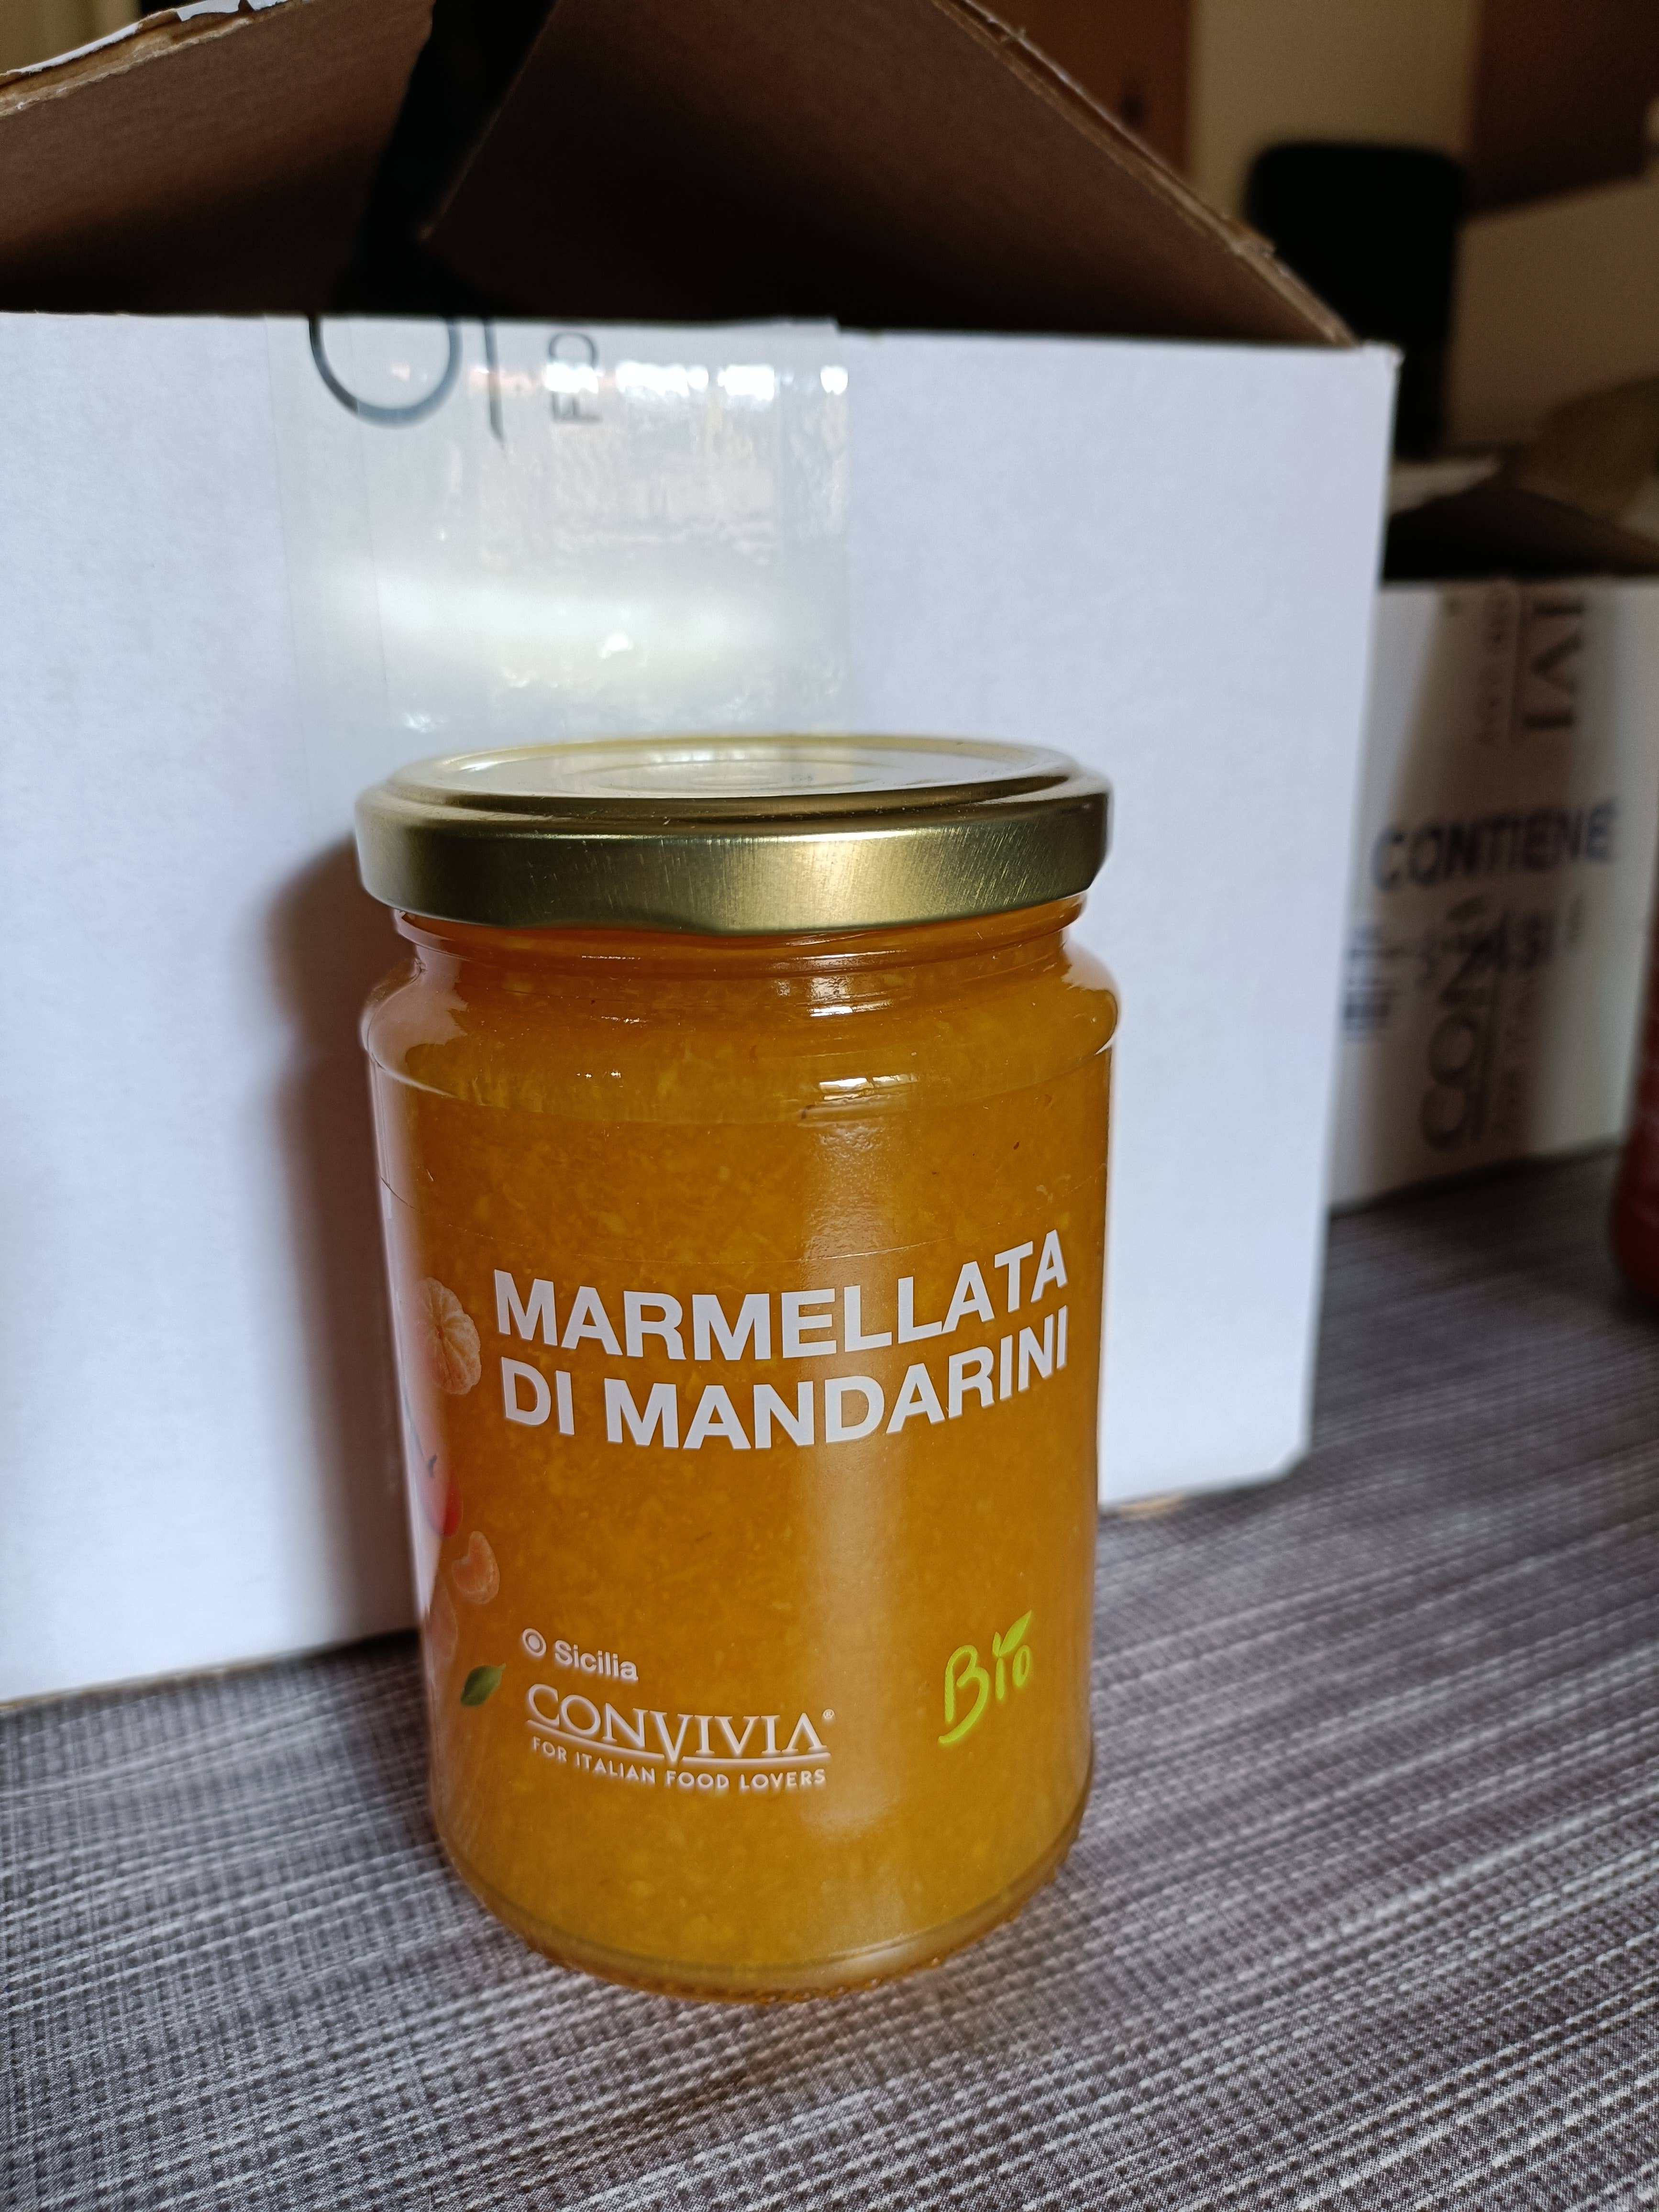 MARMELLATA
DI MANDARINI
Sicilia
CONVIVIA®
FOR ITALIAN FOOD LOVERS
Bio
CONTIENE